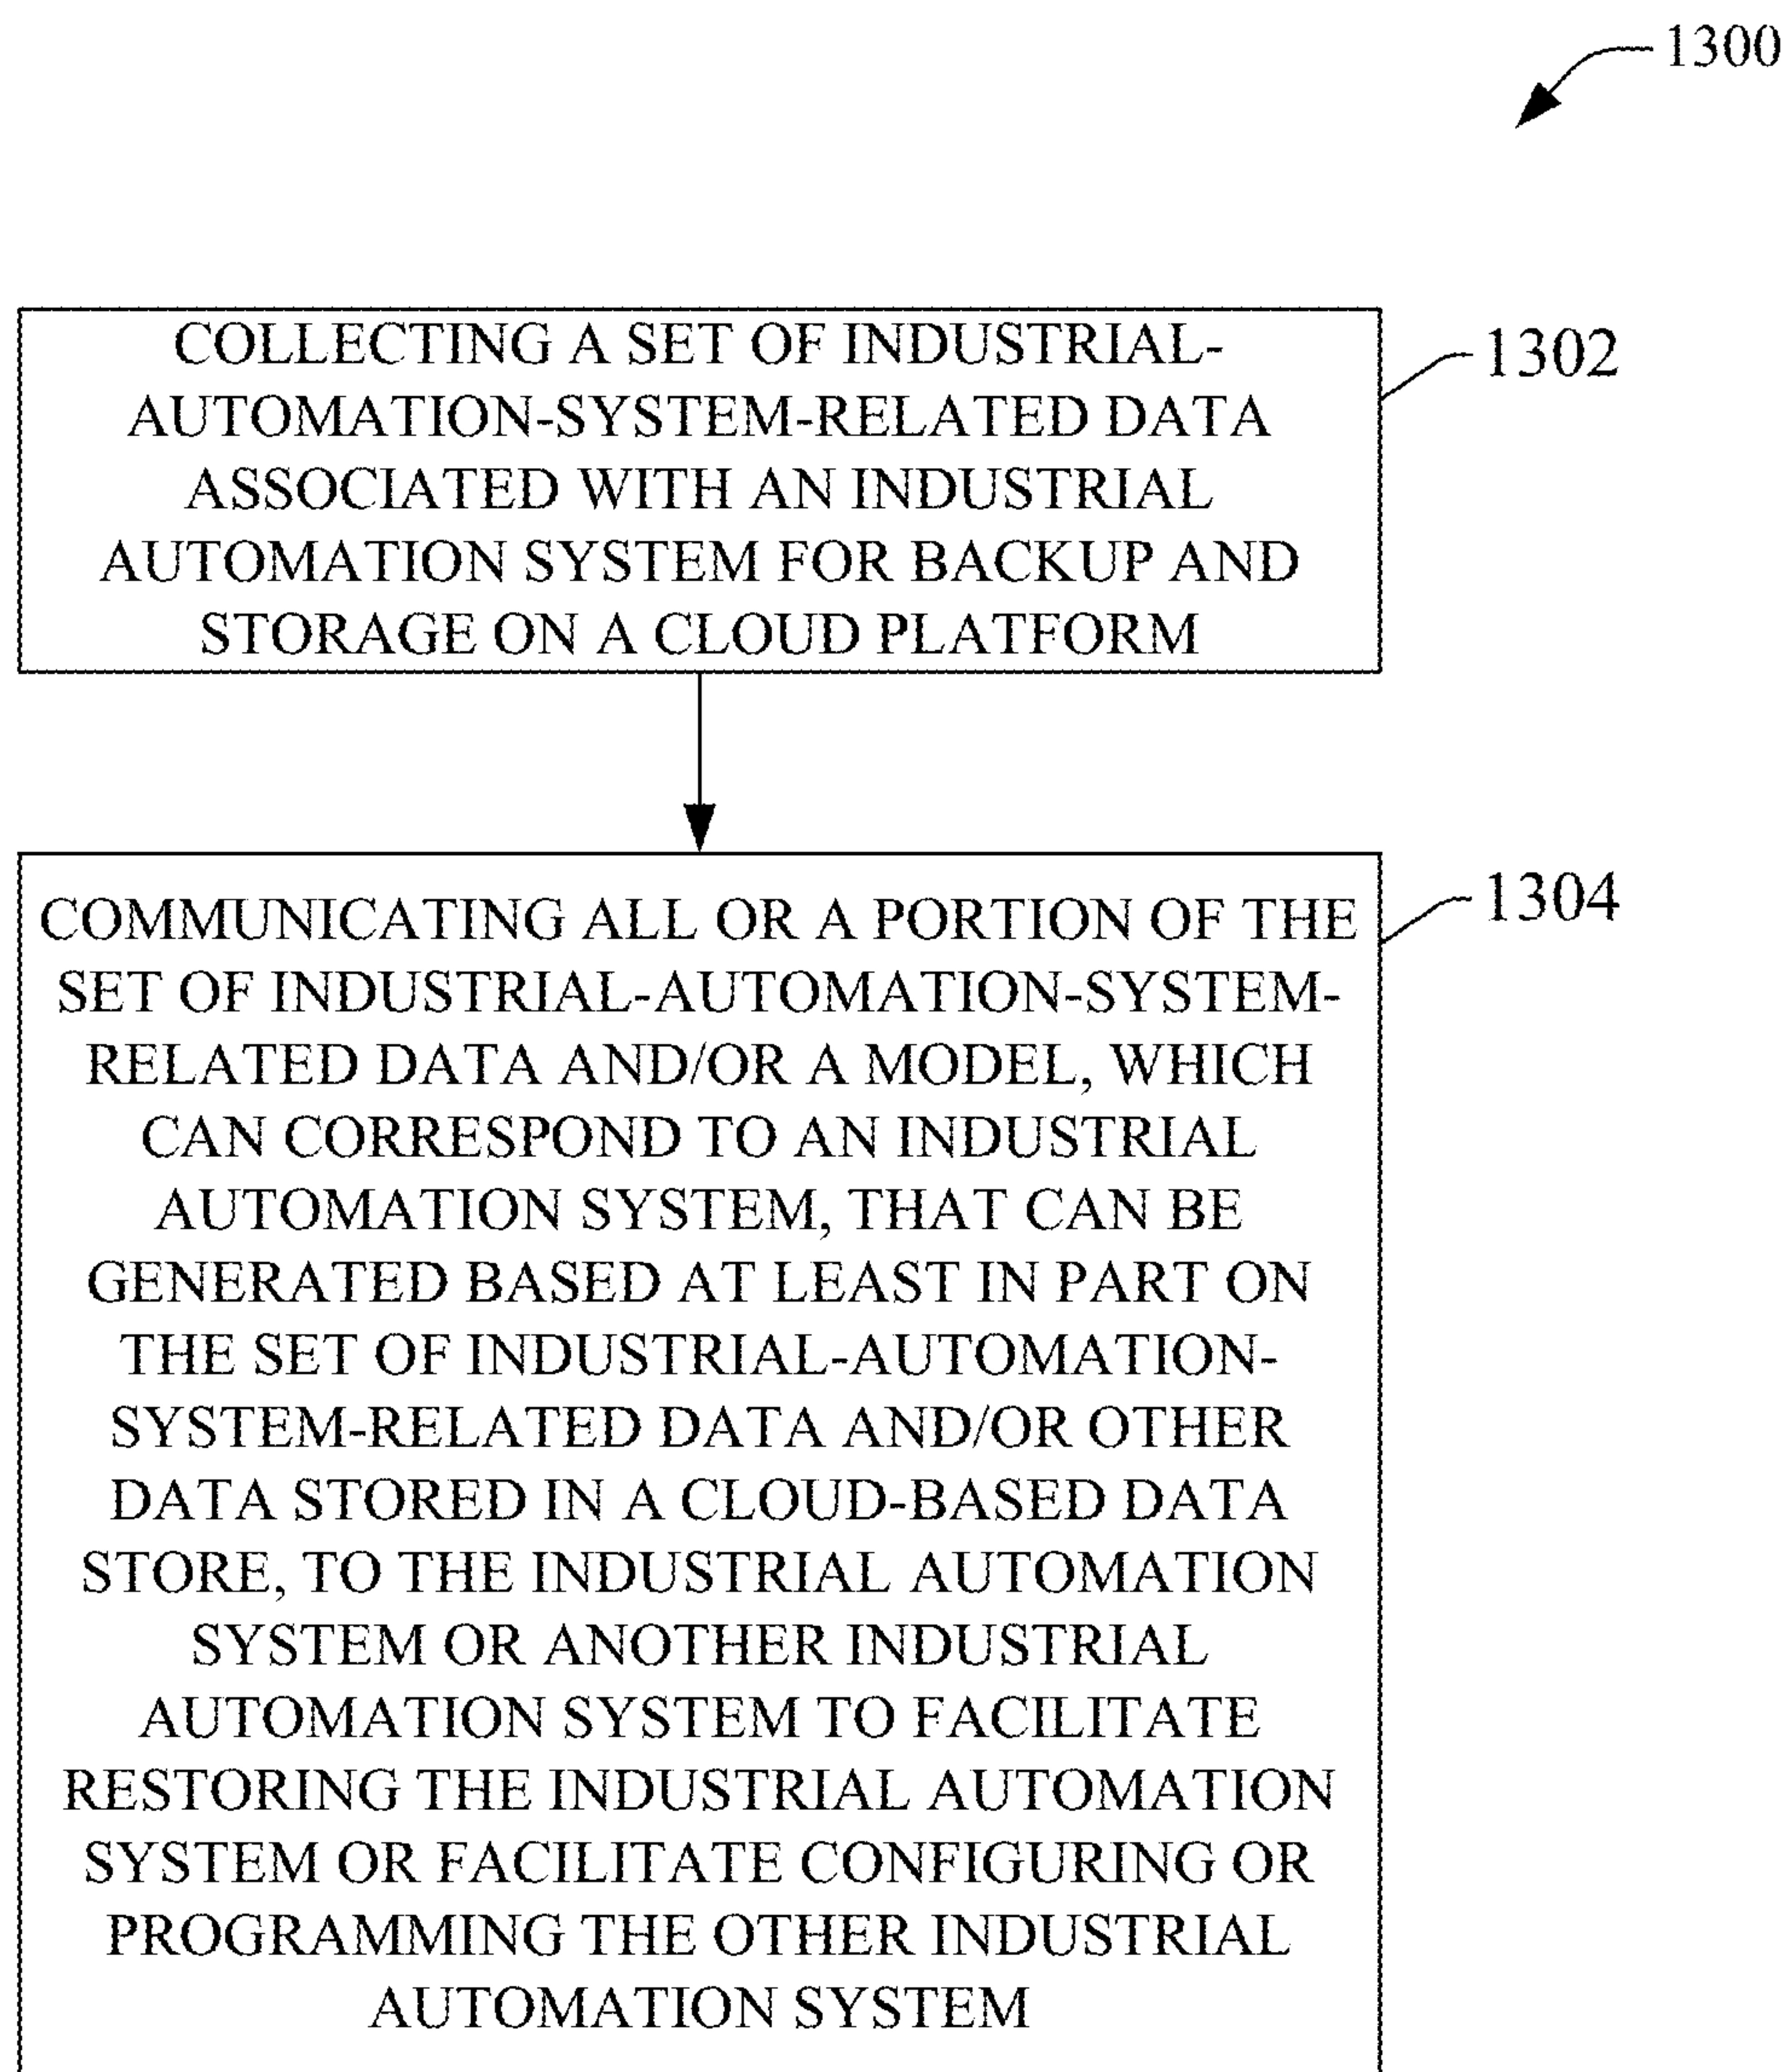 1300
COLLECTING A SET OF INDUSTRIAL-
AUTOMATION-SYSTEM-RELATED DATA
ASSOCIATED WITH AN INDUSTRIAL
AUTOMATION SYSTEM FOR BACKUP AND
STORAGE ON A CLOUD PLATFORM
1302
COMMUNICATING ALL OR A PORTION OF THE
SET OF INDUSTRIAL-AUTOMATION-SYSTEM-
RELATED DATA AND/OR A MODEL, WHICH
CAN CORRESPOND TO AN INDUSTRIAL
AUTOMATION SYSTEM, THAT CAN BE
GENERATED BASED AT LEAST IN PART ON
THE SET OF INDUSTRIAL-AUTOMATION-
SYSTEM-RELATED DATA AND/OR OTHER
DATA STORED IN A CLOUD-BASED DATA
STORE, TO THE INDUSTRIAL AUTOMATION
SYSTEM OR ANOTHER INDUSTRIAL
AUTOMATION SYSTEM TO FACILITATE
RESTORING THE INDUSTRIAL AUTOMATION
SYSTEM OR FACILITATE CONFIGURING OR
PROGRAMMING THE OTHER INDUSTRIAL
AUTOMATION SYSTEM
1304